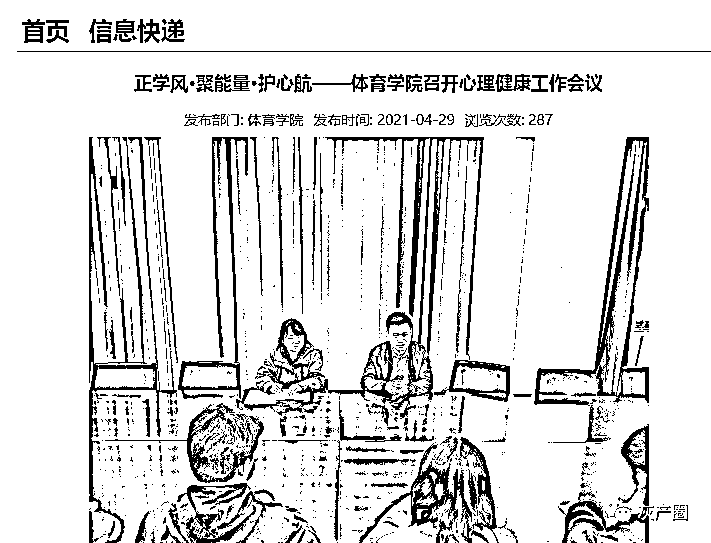 首页 信息快递
正学风•聚能量•护心航——体育学院召开心理健康工作会议
发布部门: 体育学院 发布时间: 2021-04-29 浏览次数: 287
灰产圈